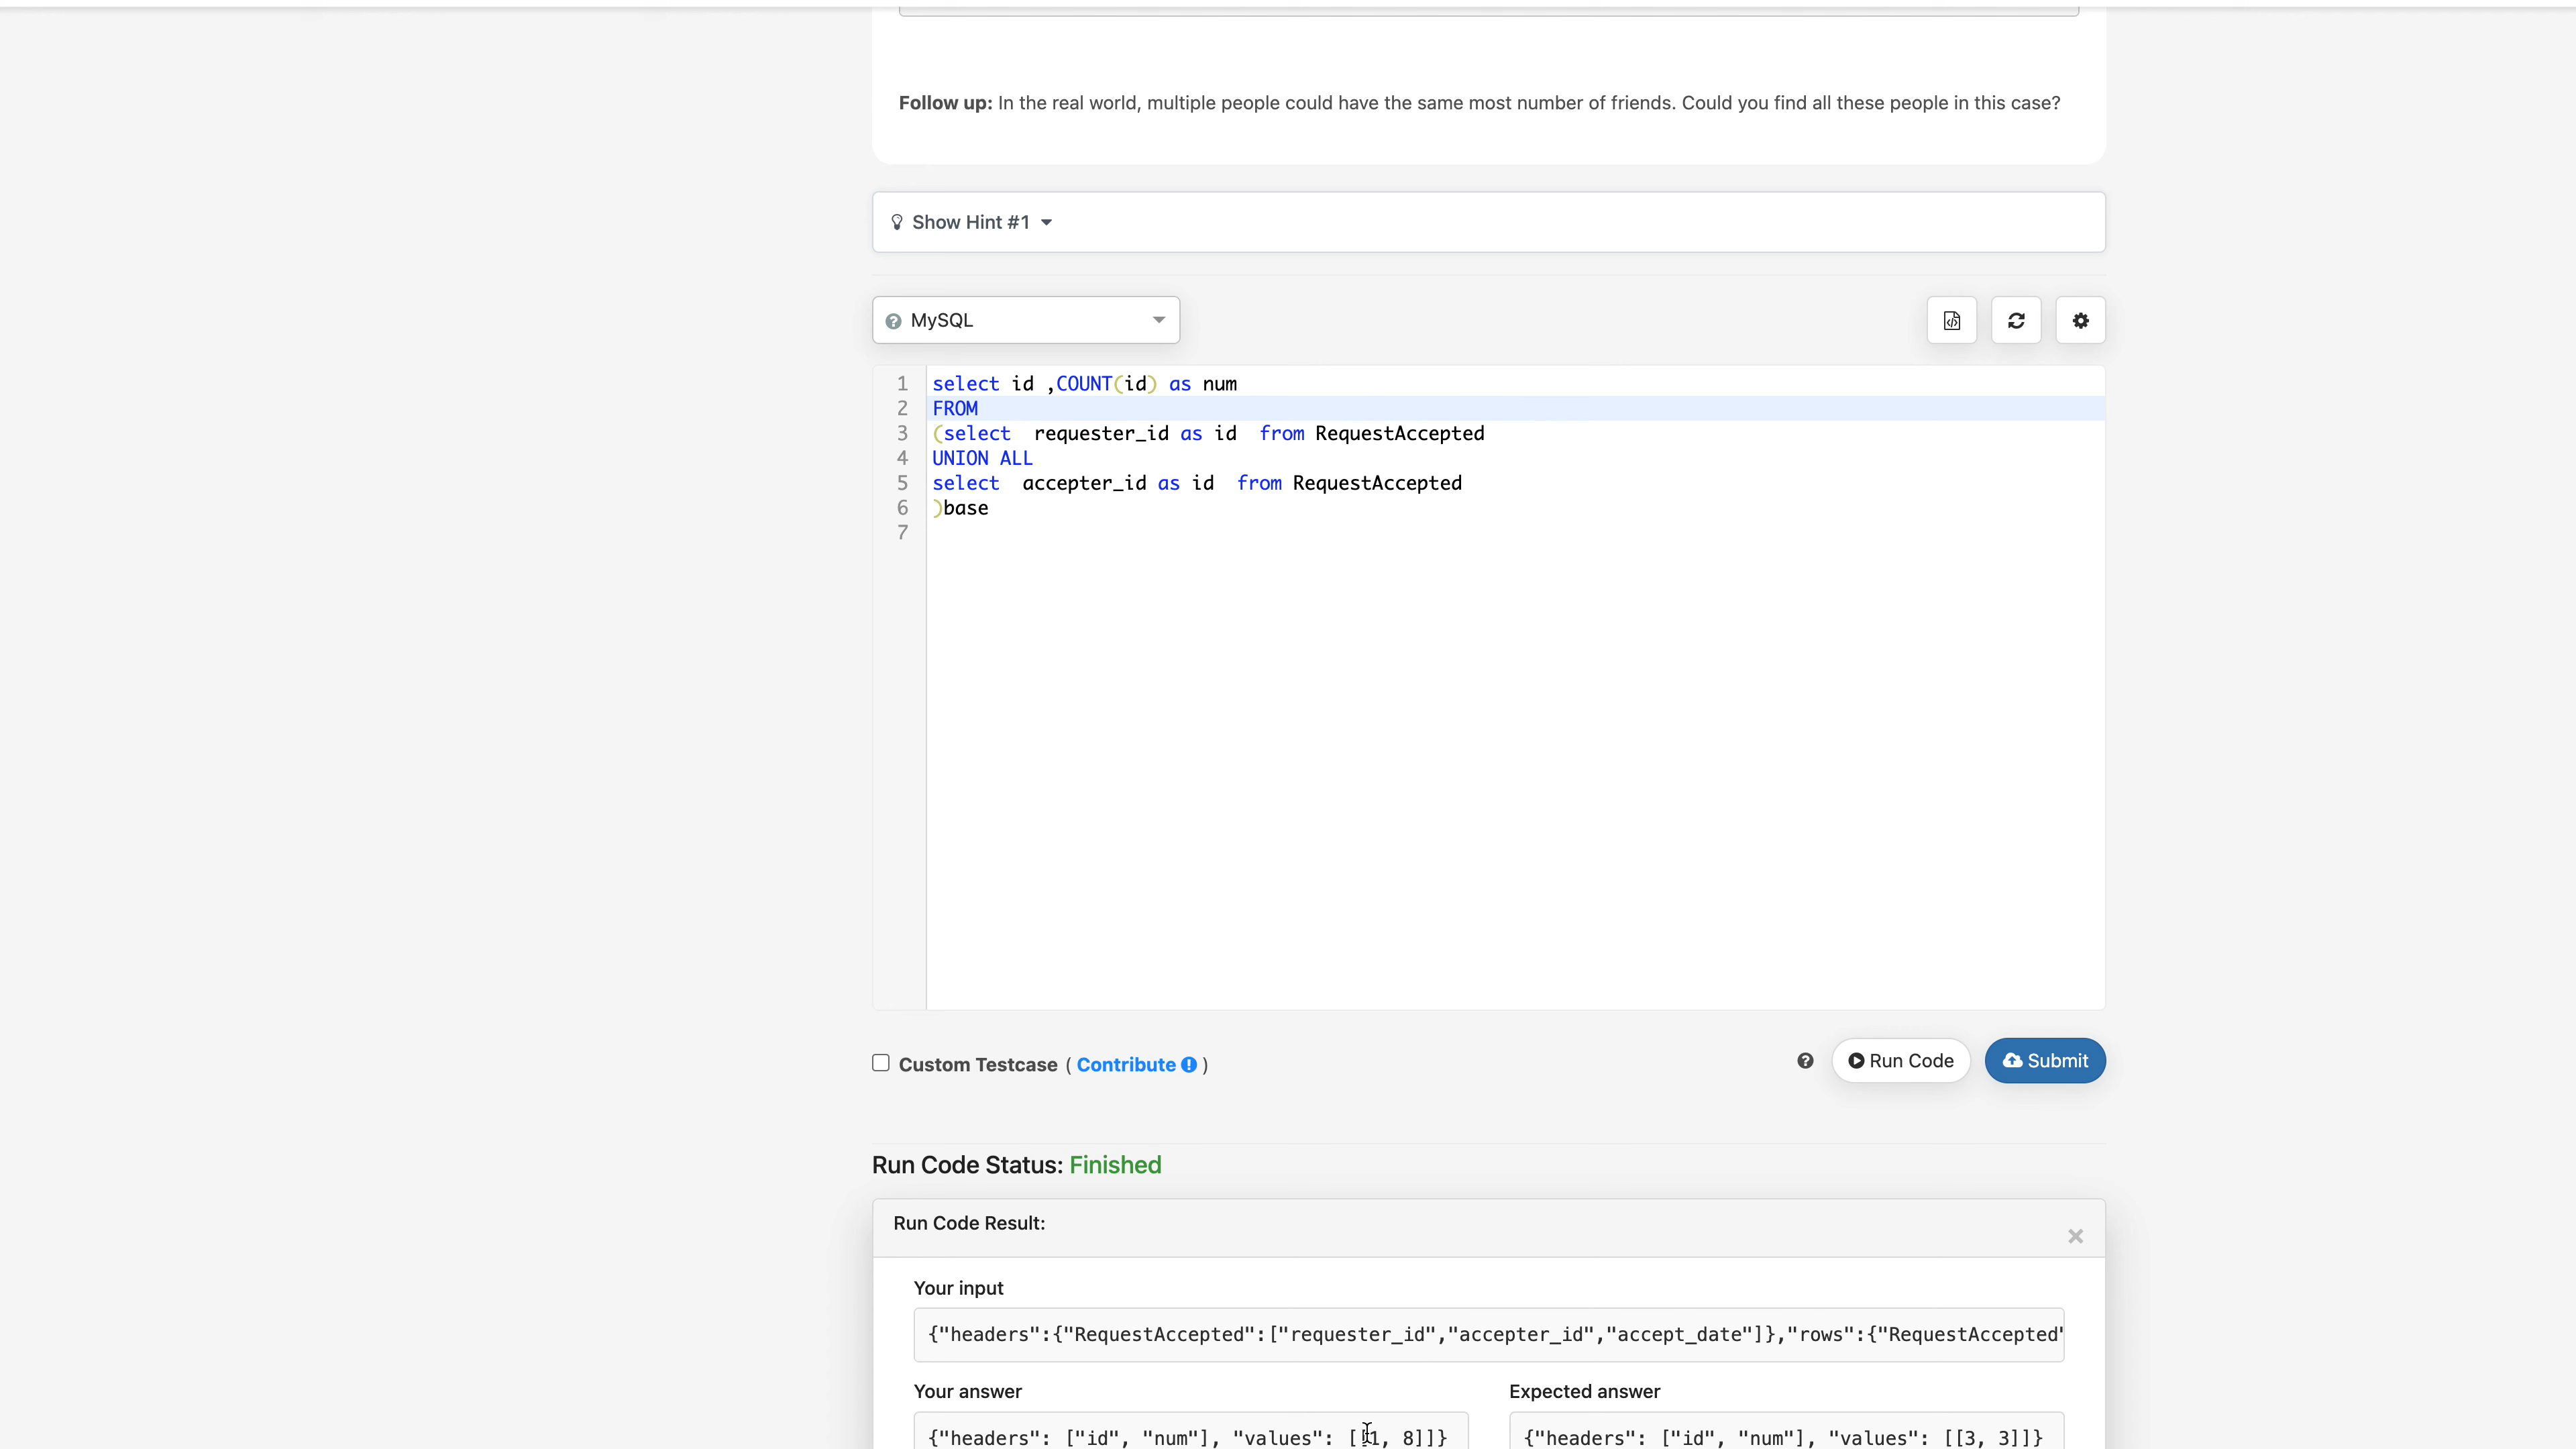 Follow up: In the real world, multiple people could have the same most number of friends. Could you find all these people in this case?
Show Hint #1
MySQL
1 select id ,COUNT(id) as num
2 FROM
3 (select  requester_id as id  from RequestAccepted
4 UNION ALL
5 select  accepter_id as id  from RequestAccepted
6 )base
7
Custom Testcase ( Contribute )
Run Code
Submit
Run Code Status: Finished
Run Code Result:
Your input
{"headers":{"RequestAccepted":["requester_id","accepter_id","accept_date"]},"rows":{"RequestAccepted"
Your answer
Expected answer
{"headers": ["id", "num"], "values": [[1, 8]]}
{"headers": ["id", "num"], "values": [[3, 3]]}